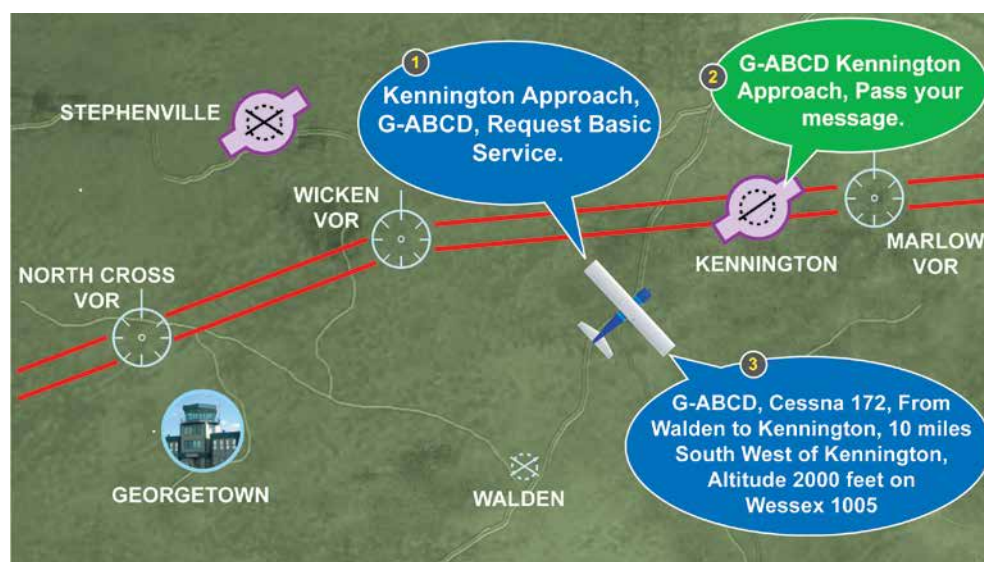 1
Kennington Approach,
G-ABCD, Request Basic
Service.
2
G-ABCD Kennington
Approach, Pass your
message.
STEPHENVILLE
WICKEN
VOR
NORTH CROSS
VOR
KENNINGTON
MARLOW
VOR
3
G-ABCD, Cessna 172, From
Walden to Kennington, 10 miles
South West of Kennington,
Altitude 2000 feet on
Wessex 1005
GEORGETOWN
WALDEN